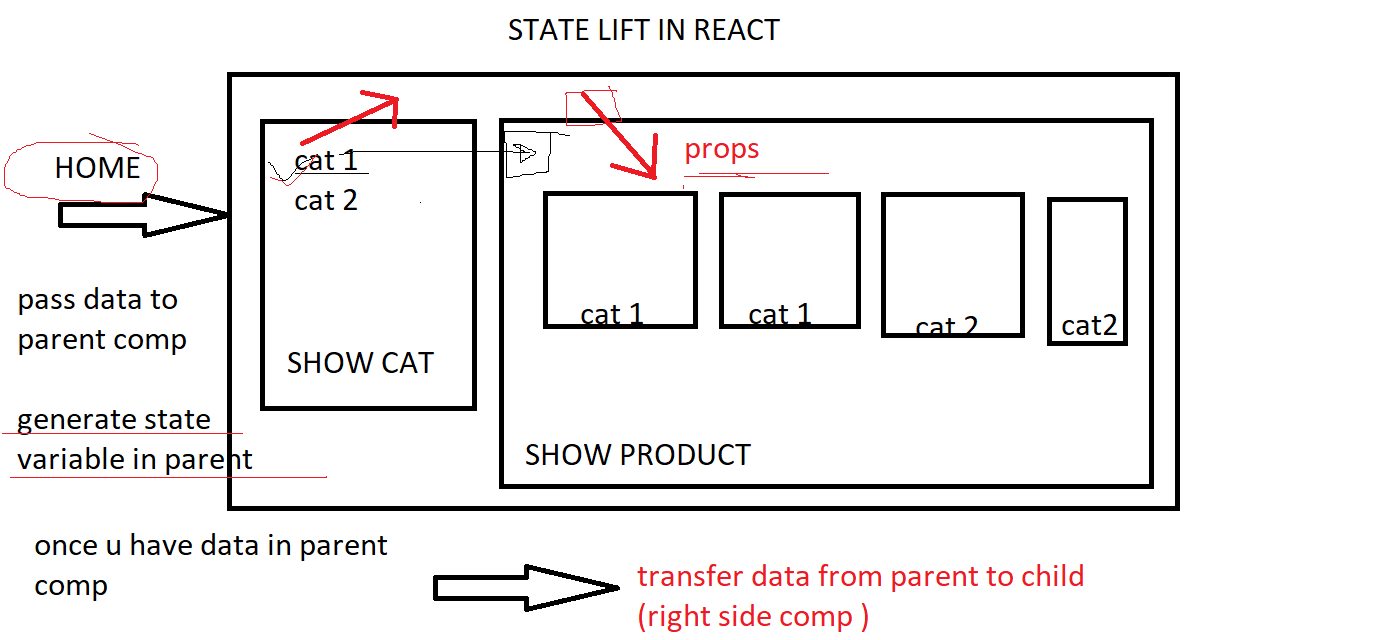 STATE LIFT IN REACT
HOME
cat 1
cat 2
props
cat 1
cat 1
cat 2
cat2
pass data to
parent comp
SHOW CAT
generate state
variable in parent
SHOW PRODUCT
once u have data in parent
comp
transfer data from parent to child
(right side comp )